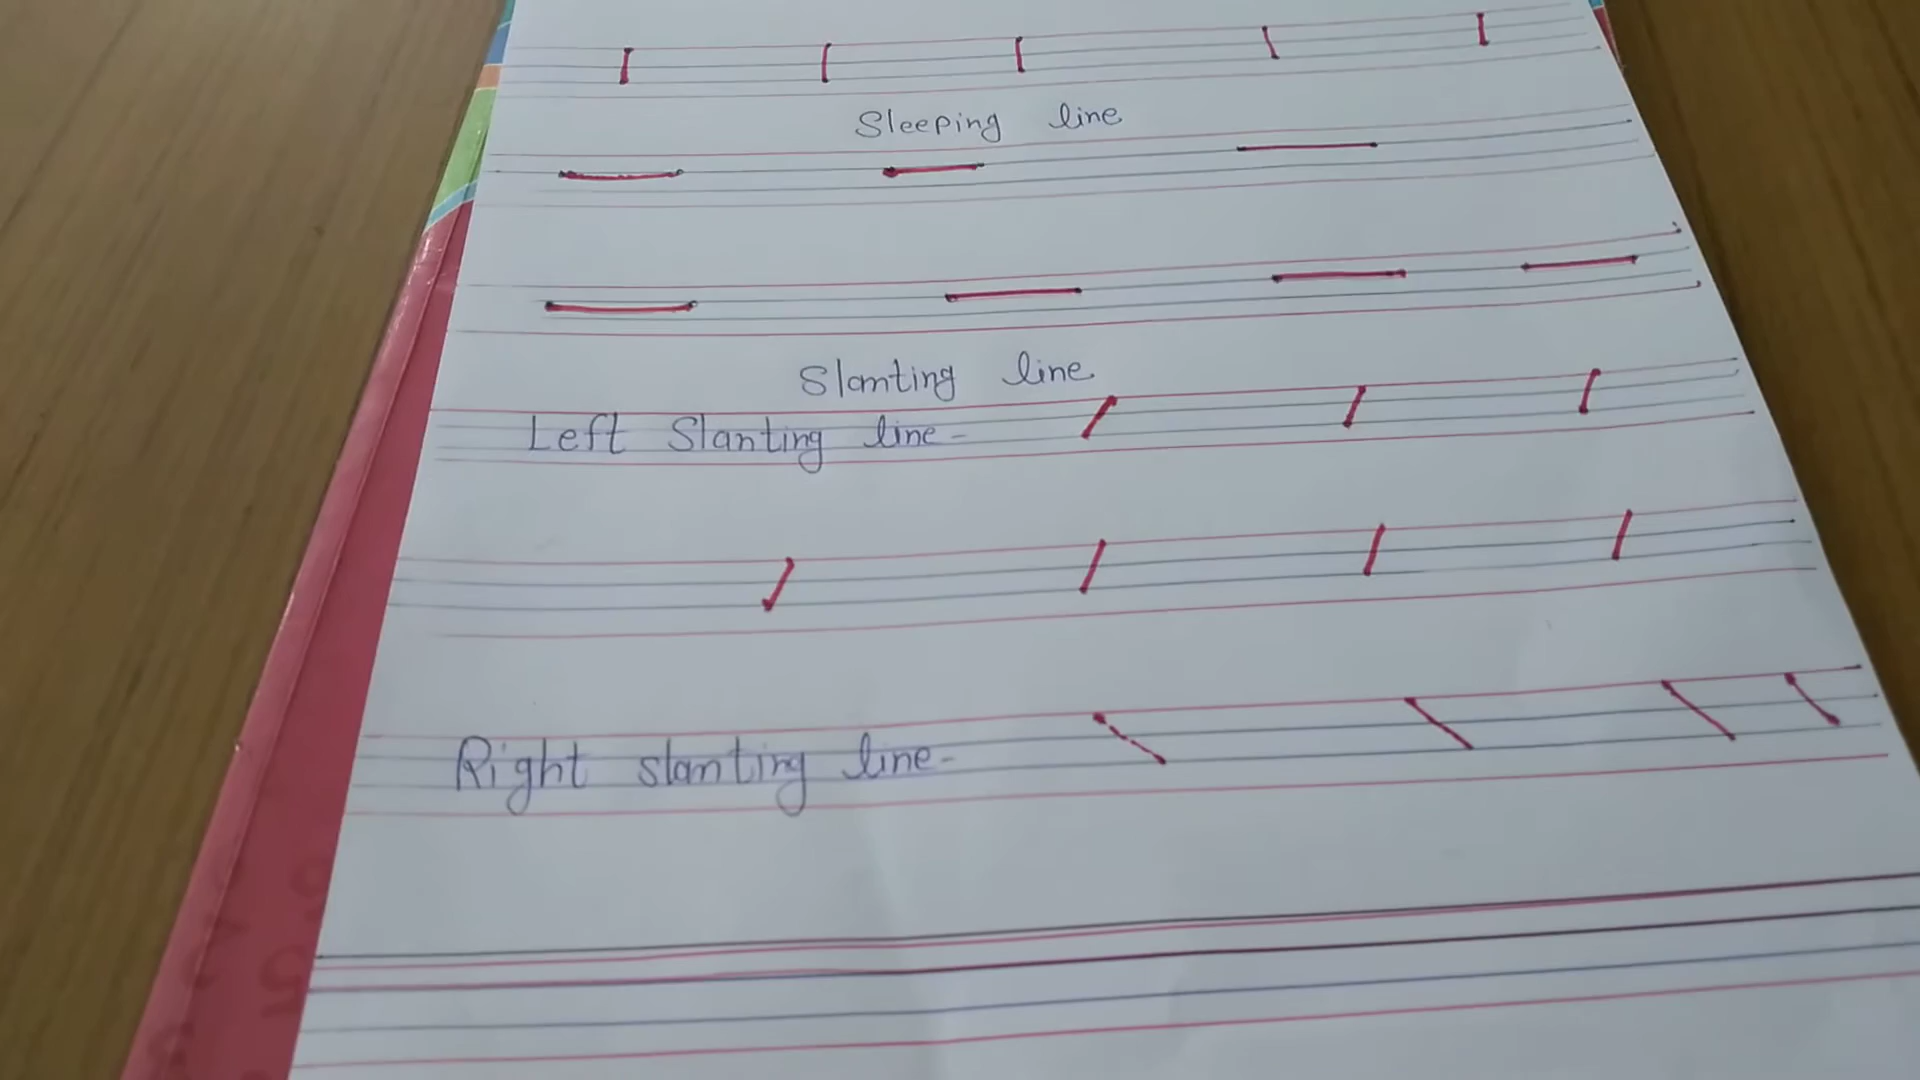 Sleeping line
Slanting line
Left Slanting line-
Right slanting line-